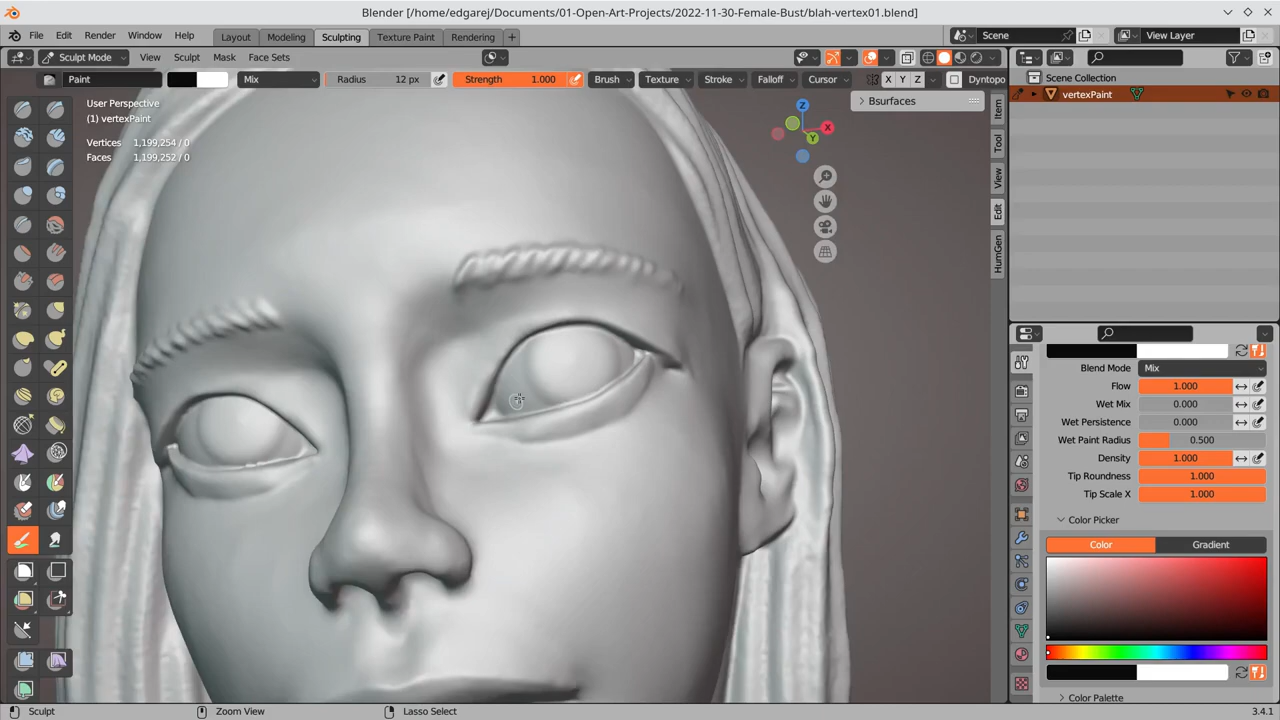 Blender [/home/edgarej/Documents/01-Open-Art-Projects/2022-11-30-Female-Bust/blah-vertex01.blend]
File Edit Render Window Help Layout Modeling Sculpting Texture Paint Rendering + Scene View Layer
Sculpt Mode View Sculpt Mask Face Sets
Paint Mix Radius 12 px Strength 1.000 Brush Texture Stroke Falloff Cursor X Y Z Dyntopo
Scene Collection
vertexPaint
User Perspective
(1) vertexPaint
Vertices 1,199,254 / 0
Faces 1,199,252 / 0
Bsurfaces
Z
X
Y
Item
Tool
View
Edit
HumGen
Blend Mode Mix
Flow 1.000
Wet Mix 0.000
Wet Persistence 0.000
Wet Paint Radius 0.500
Density 1.000
Tip Roundness 1.000
Tip Scale X 1.000
Color Picker
Color Gradient
Color Palette
Sculpt Zoom View Lasso Select 3.4.1